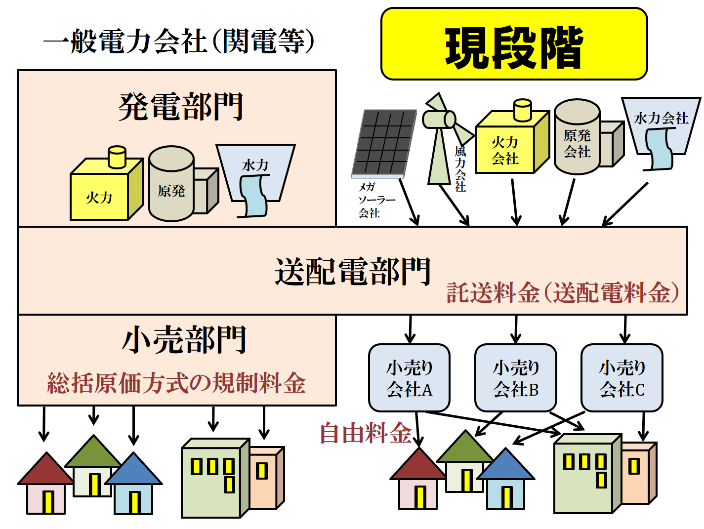 一般電力会社(関電等)
現段階
発電部門
火力
原発
水力
メガ
ソーラー
会社
風力会社
火力
会社
原発
会社
水力会社
送配電部門
託送料金(送配電料金)
小売部門
総括原価方式の規制料金
小売り
会社A
小売り
会社B
小売り
会社C
自由料金